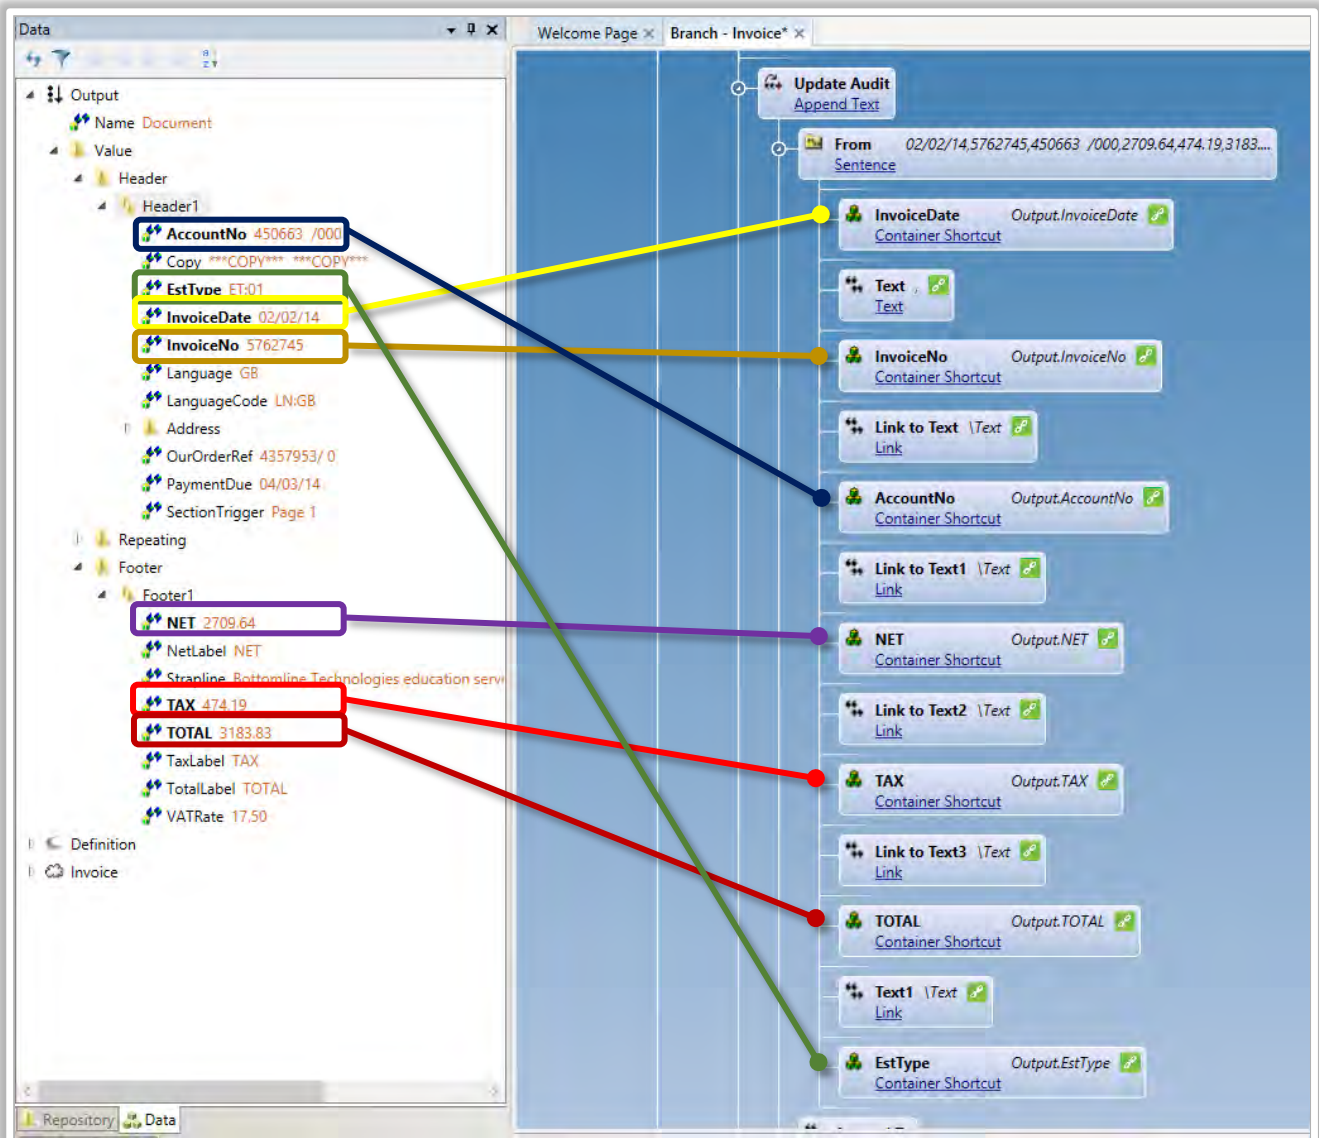 Data
Output
Name Document
Value
Header
Header1
AccountNo 450663 /000
Copy ***COPY*** ***COPY***
EstType ET:01
InvoiceDate 02/02/14
InvoiceNo 5762745
Language GB
LanguageCode LN:GB
Address
OurOrderRef 4357953/ 0
PaymentDue 04/03/14
SectionTrigger Page 1
Repeating
Footer
Footer1
NET 2709.64
NetLabel NET
Strapline Bottomline Technologies education serv
TAX 474.19
TOTAL 3183.83
TaxLabel TAX
TotalLabel TOTAL
VATRate 17.50
Definition
Invoice
Repository Data
Welcome Page Branch - Invoice*
Update Audit
Append Text
From 02/02/14,5762745,450663 /000,2709.64,474.19,3183....
Sentence
InvoiceDate Output.InvoiceDate
Container Shortcut
Text ,
Text
InvoiceNo Output.InvoiceNo
Container Shortcut
Link to Text \Text
Link
AccountNo Output.AccountNo
Container Shortcut
Link to Text1 \Text
Link
NET Output.NET
Container Shortcut
Link to Text2 \Text
Link
TAX Output.TAX
Container Shortcut
Link to Text3 \Text
Link
TOTAL Output.TOTAL
Container Shortcut
Text1 \Text
Link
EstType Output.EstType
Container Shortcut